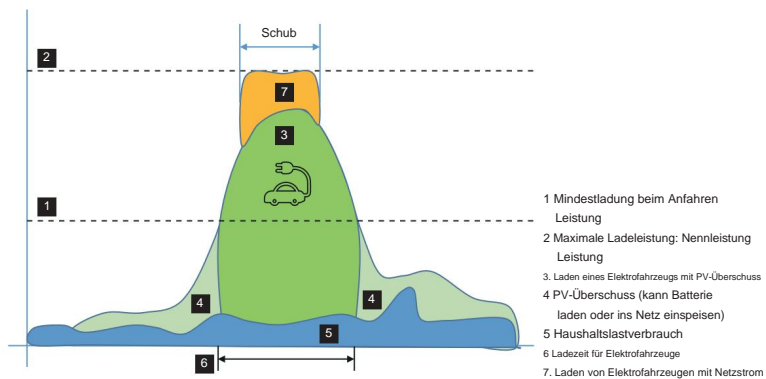 Schub
2
7
3
1
4
4
5
6
1 Mindestladung beim Anfahren
Leistung
2 Maximale Ladeleistung: Nennleistung
Leistung
3. Laden eines Elektrofahrzeugs mit PV-Überschuss
4 PV-Überschuss (kann Batterie
laden oder ins Netz einspeisen)
5 Haushaltslastverbrauch
6 Ladezeit für Elektrofahrzeuge
7. Laden von Elektrofahrzeugen mit Netzstrom